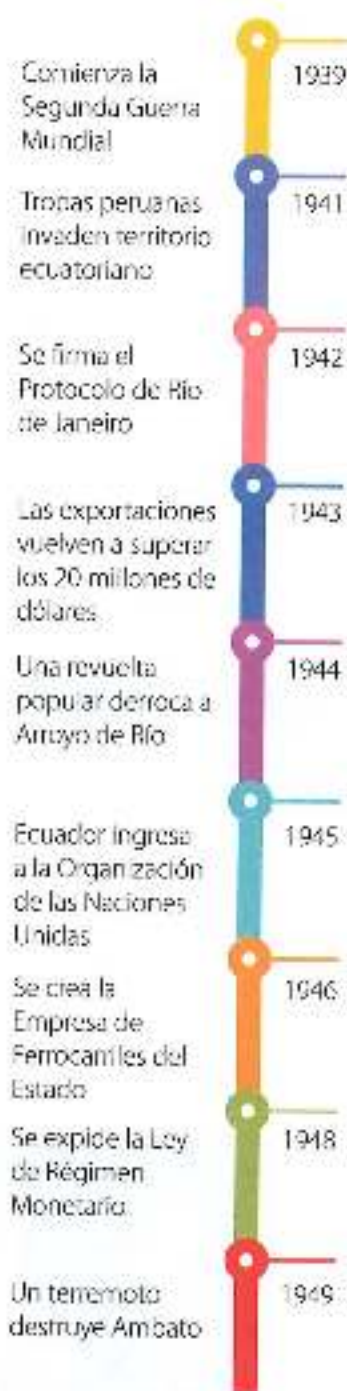 1939
Comienza la
Segunda Guerra
Mundial
1941
Tropas peruanas
invaden territorio
ecuatoriano
1942
Se firma el
Protocolo de Río
de Janeiro
1943
Las exportaciones
vuelven a superar
los 20 millones de
dólares
1944
Una revuelta
popular derroca a
Arroyo de Río
1945
Ecuador ingresa
a la Organización
de las Naciones
Unidas
1946
Se crea la
Empresa de
Ferrocarriles del
Estado
1948
Se expide la Ley
de Régimen
Monetario
1949
Un terremoto
destruye Ambato